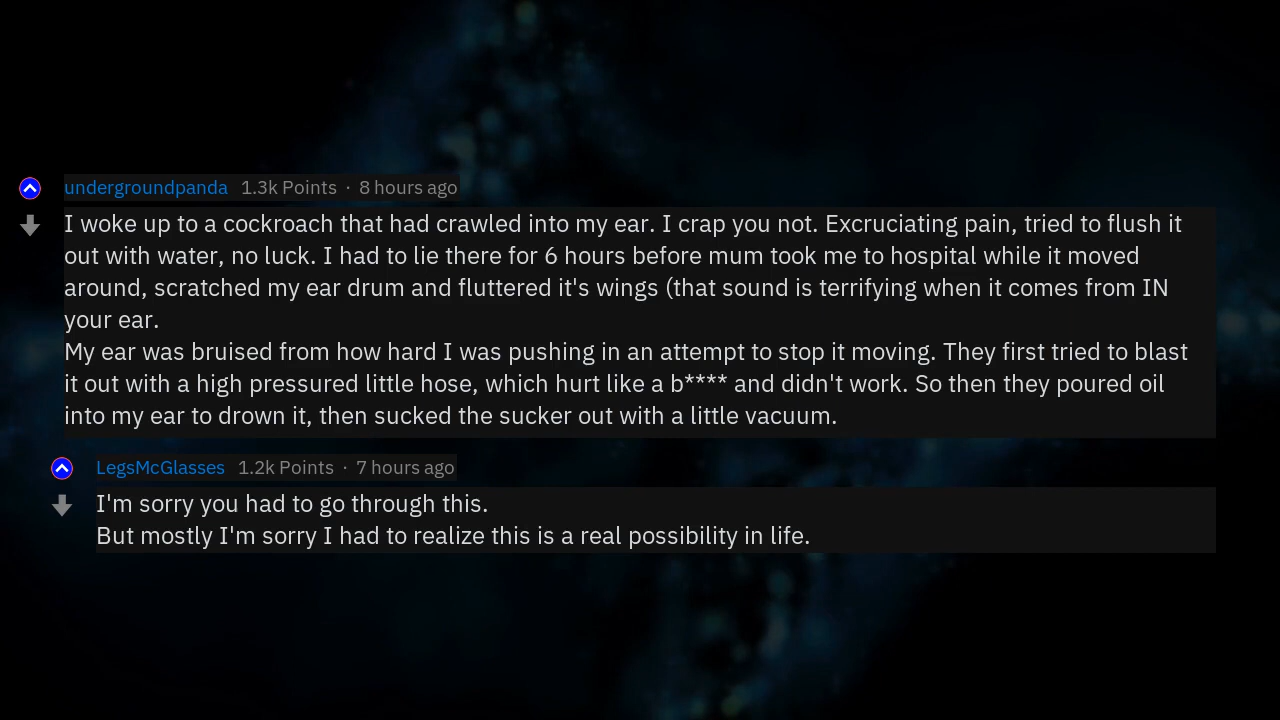 undergroundpanda 1.3k Points · 8 hours ago
I woke up to a cockroach that had crawled into my ear. I crap you not. Excruciating pain, tried to flush it
out with water, no luck. I had to lie there for 6 hours before mum took me to hospital while it moved
around, scratched my ear drum and fluttered it's wings (that sound is terrifying when it comes from IN
your ear.
My ear was bruised from how hard I was pushing in an attempt to stop it moving. They first tried to blast
it out with a high pressured little hose, which hurt like a b**** and didn't work. So then they poured oil
into my ear to drown it, then sucked the sucker out with a little vacuum.
LegsMcGlasses 1.2k Points · 7 hours ago
I'm sorry you had to go through this.
But mostly I'm sorry I had to realize this is a real possibility in life.